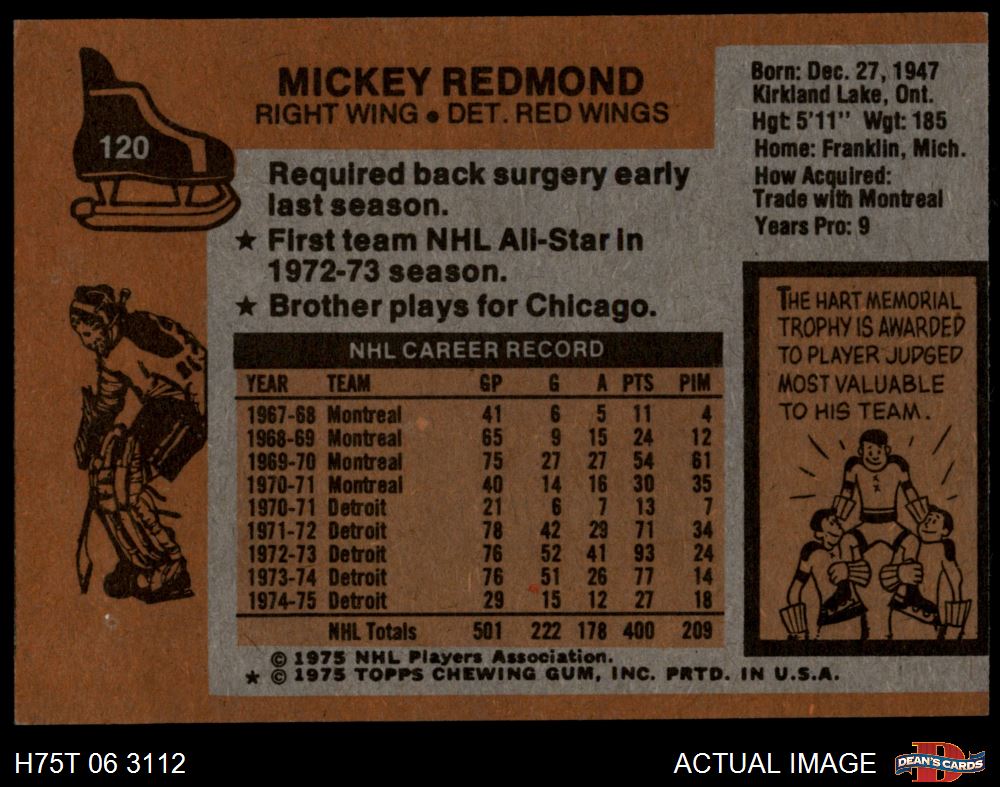 120
MICKEY REDMOND
RIGHT WING • DET. RED WINGS
Required back surgery early
last season.
★ First team NHL All-Star in
1972-73 season.
★ Brother plays for Chicago.
NHL CAREER RECORD
YEAR TEAM GP G A PTS PIM
1967-68 Montreal 41 6 5 11 4
1968-69 Montreal 65 9 15 24 12
1969-70 Montreal 75 27 27 54 61
1970-71 Montreal 40 14 16 30 35
1970-71 Detroit 21 6 7 13 7
1971-72 Detroit 78 42 29 71 34
1972-73 Detroit 76 52 41 93 24
1973-74 Detroit 76 51 26 77 14
1974-75 Detroit 29 15 12 27 18
NHL Totals 501 222 178 400 209
© 1975 NHL Players Association.
★ © 1975 TOPPS CHEWING GUM, INC. PRTD. IN U.S.A.
Born: Dec. 27, 1947
Kirkland Lake, Ont.
Hgt: 5'11" Wgt: 185
Home: Franklin, Mich.
How Acquired:
Trade with Montreal
Years Pro: 9
THE HART MEMORIAL
TROPHY IS AWARDED
TO PLAYER JUDGED
MOST VALUABLE
TO HIS TEAM.
H75T 06 3112
ACTUAL IMAGE
D
DEAN'S CARDS